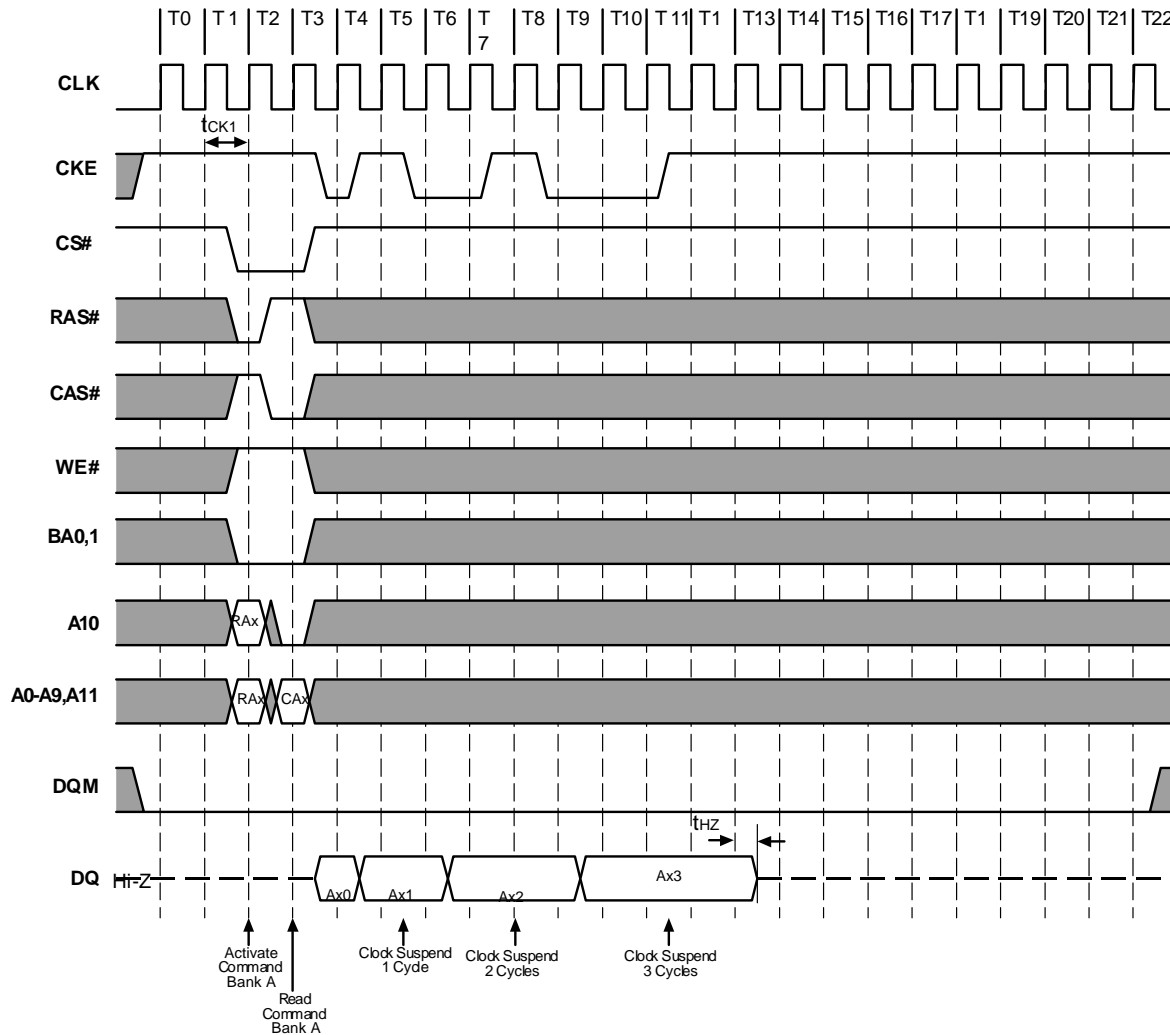 T0 T 1 T2 T3 T4 T5 T6 T 7 T8 T9 T10 T 11 T1 T13 T14 T15 T16 T17 T1 T19 T20 T21 T22
CLK
tCK1
CKE
CS#
RAS#
CAS#
WE#
BA0,1
A10
RAx
A0-A9,A11
RAx CAx
DQM
tHZ
DQ
Hi-Z
Ax0 Ax1 Ax2 Ax3
Activate
Command
Bank A
Read
Command
Bank A
Clock Suspend
1 Cycle
Clock Suspend
2 Cycles
Clock Suspend
3 Cycles